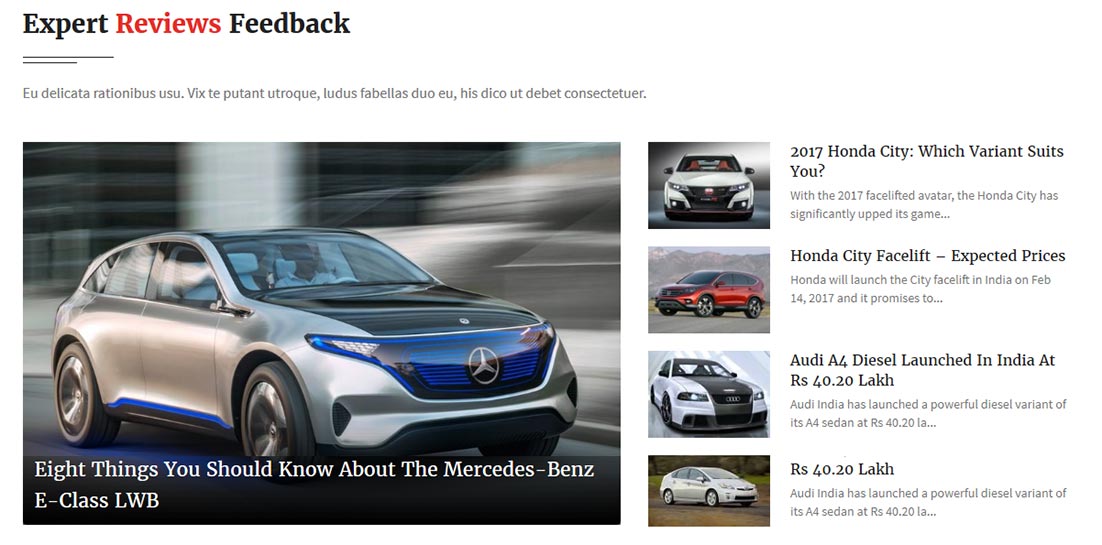 Expert Reviews Feedback
Eu delicata rationibus usu. Vix te putant utroque, ludus fabellas duo eu, his dico ut debet consectetuer.
Eight Things You Should Know About The Mercedes-Benz
E-Class LWB
2017 Honda City: Which Variant Suits
You?
With the 2017 facelifted avatar, the Honda City has
significantly upped its game...
Honda City Facelift – Expected Prices
Honda will launch the City facelift in India on Feb
14, 2017 and it promises to...
Audi A4 Diesel Launched In India At
Rs 40.20 Lakh
Audi India has launched a powerful diesel variant of
its A4 sedan at Rs 40.20 la...
Rs 40.20 Lakh
Audi India has launched a powerful diesel variant of
its A4 sedan at Rs 40.20 la...